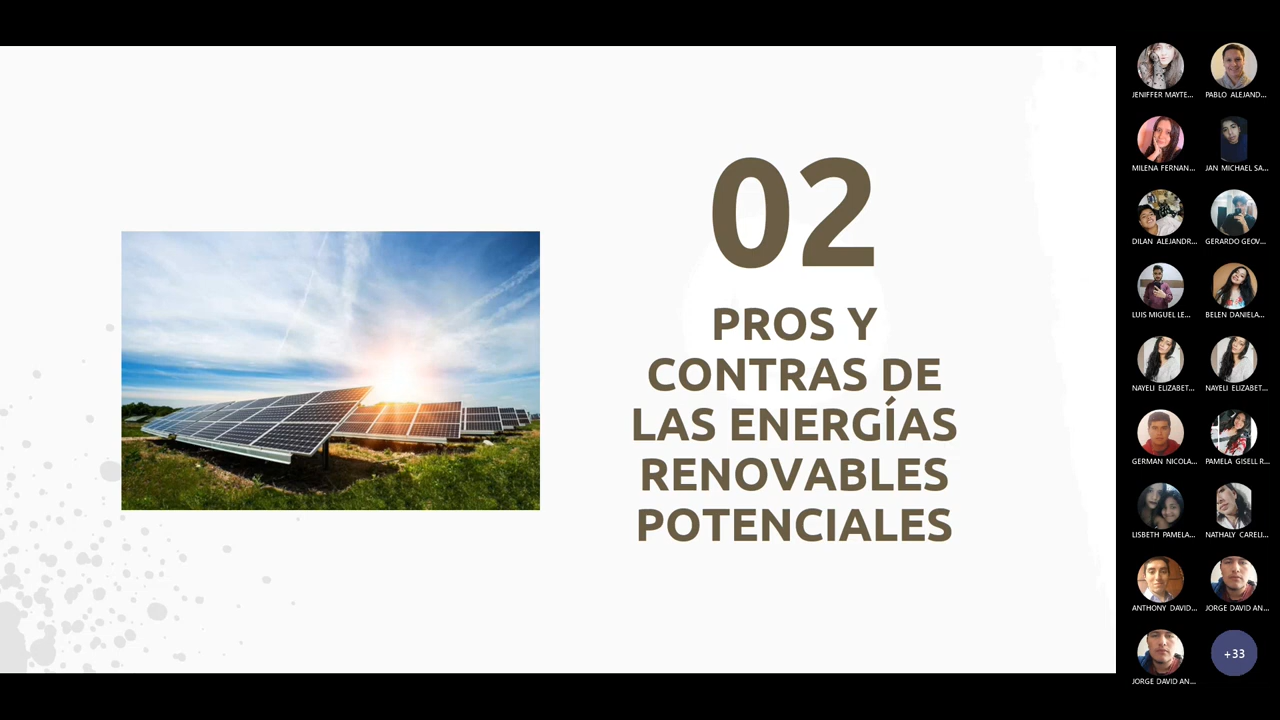 02
PROS Y
CONTRAS DE
LAS ENERGÍAS
RENOVABLES
POTENCIALES
JENIFFER MAYTE...
PABLO ALEJAND...
MILENA FERNAN...
JAN MICHAEL SA...
DILAN ALEJANDR...
GERARDO GEOV...
LUIS MIGUEL LE...
BELEN DANIELA...
NAYELI ELIZABET...
NAYELI ELIZABET...
GERMAN NICOLA...
PAMELA GISELL R...
LISBETH PAMELA...
NATHALY CARELI...
ANTHONY DAVID...
JORGE DAVID AN...
JORGE DAVID AN...
+33